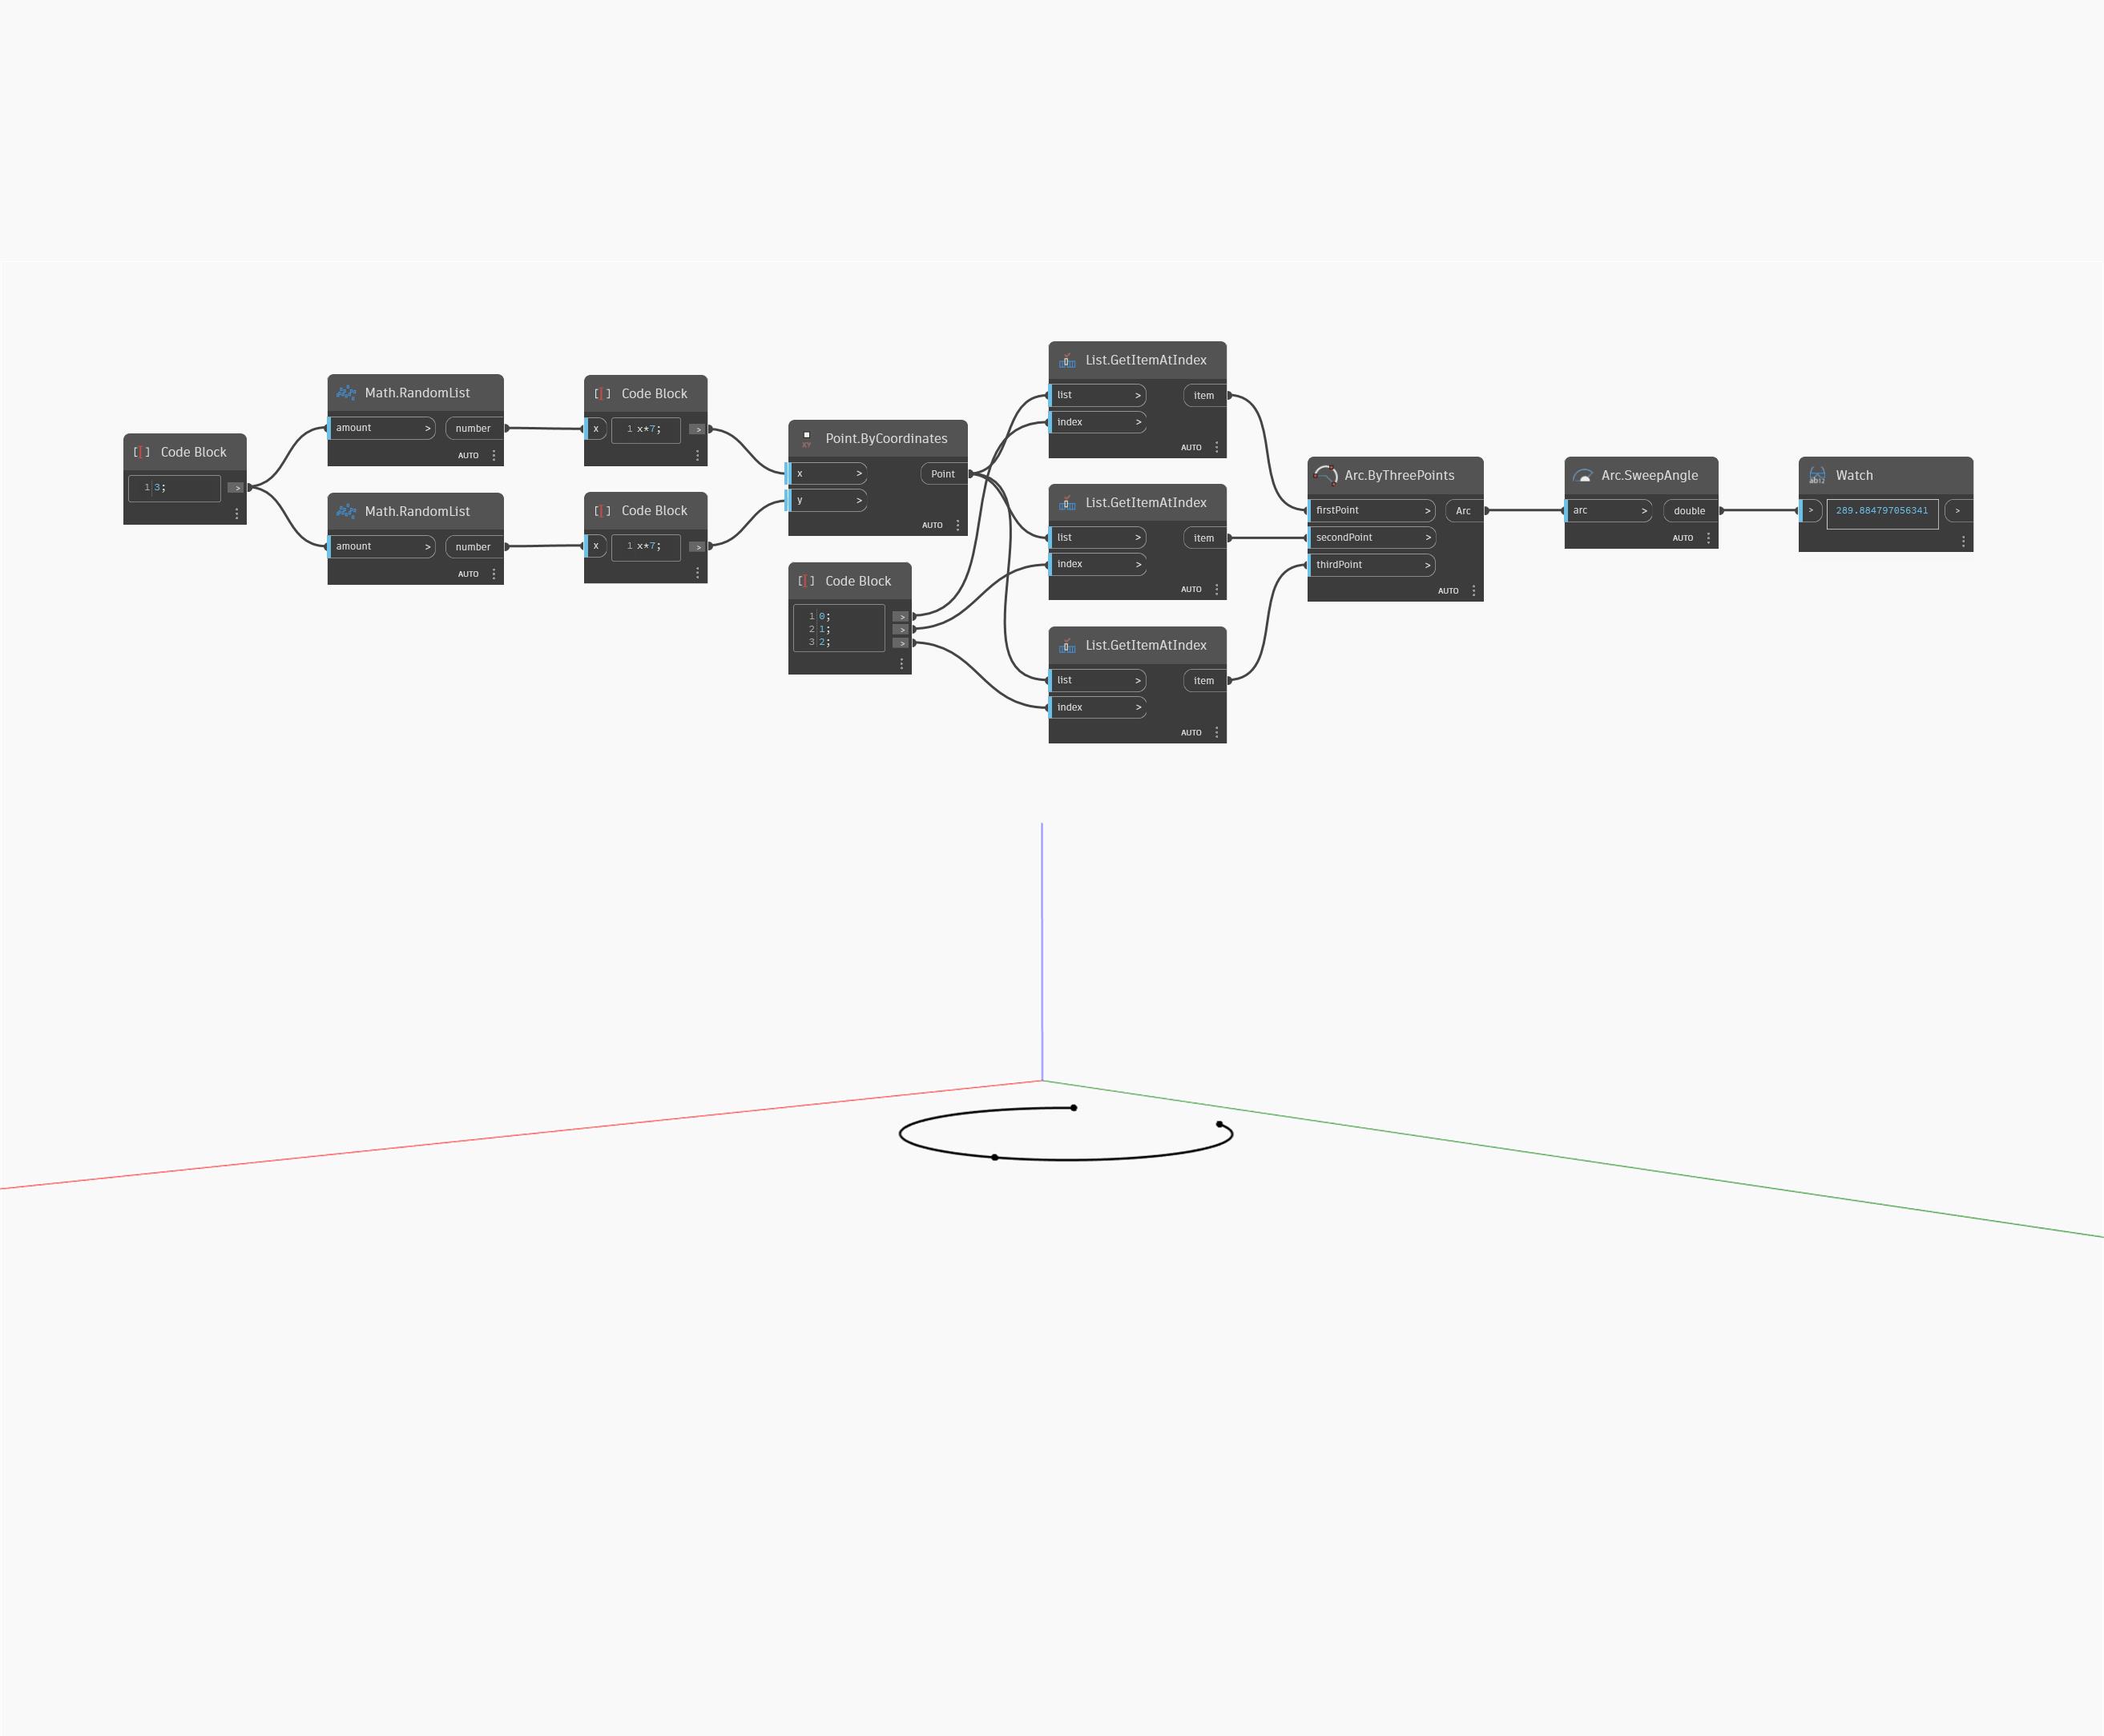 Code Block
1 3;
>
Math.RandomList
amount >
number
AUTO
Math.RandomList
amount >
number
AUTO
Code Block
x
1 x*7;
>
Code Block
x
1 x*7;
>
Point.ByCoordinates
x >
y >
Point
AUTO
Code Block
1 0;
2 1;
3 2;
>
>
>
List.GetItemAtIndex
list >
index >
item
AUTO
List.GetItemAtIndex
list >
index >
item
AUTO
List.GetItemAtIndex
list >
index >
item
AUTO
Arc.ByThreePoints
firstPoint >
secondPoint >
thirdPoint >
Arc
AUTO
Arc.SweepAngle
arc >
double
AUTO
Watch
>
289.884797056341
>